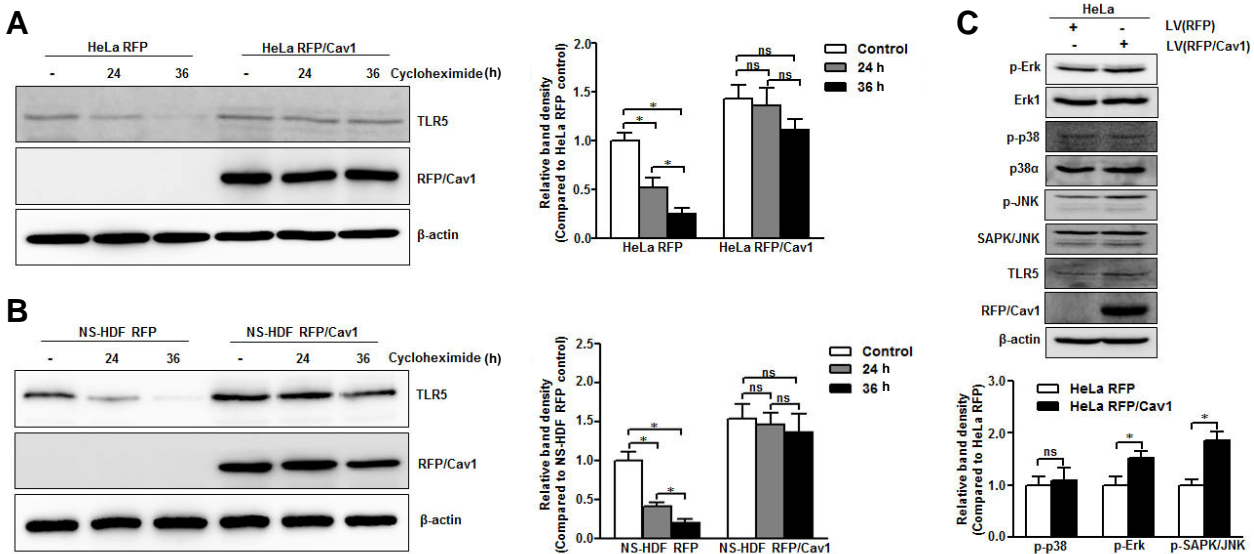 A
HeLa RFP HeLa RFP/Cav1
- 24 36 - 24 36 Cycloheximide (h)
TLR5
RFP/Cav1
β-actin
Relative band density
(Compared to HeLa RFP control)
2.0
1.5
1.0
0.5
0.0
Control
24 h
36 h
* * *
ns ns ns
HeLa RFP HeLa RFP/Cav1
B
NS-HDF RFP NS-HDF RFP/Cav1
- 24 36 - 24 36 Cycloheximide (h)
TLR5
RFP/Cav1
β-actin
Relative band density
(Compared to NS-HDF RFP control)
2.0
1.5
1.0
0.5
0.0
Control
24 h
36 h
* * *
ns ns ns
NS-HDF RFP NS-HDF RFP/Cav1
C
HeLa
+ - LV(RFP)
- + LV(RFP/Cav1)
p-Erk
Erk1
p-p38
p38α
p-JNK
SAPK/JNK
TLR5
RFP/Cav1
β-actin
Relative band density
(Compared to HeLa RFP)
3.0
2.0
1.0
0.0
HeLa RFP
HeLa RFP/Cav1
ns * *
p-p38 p-Erk p-SAPK/JNK